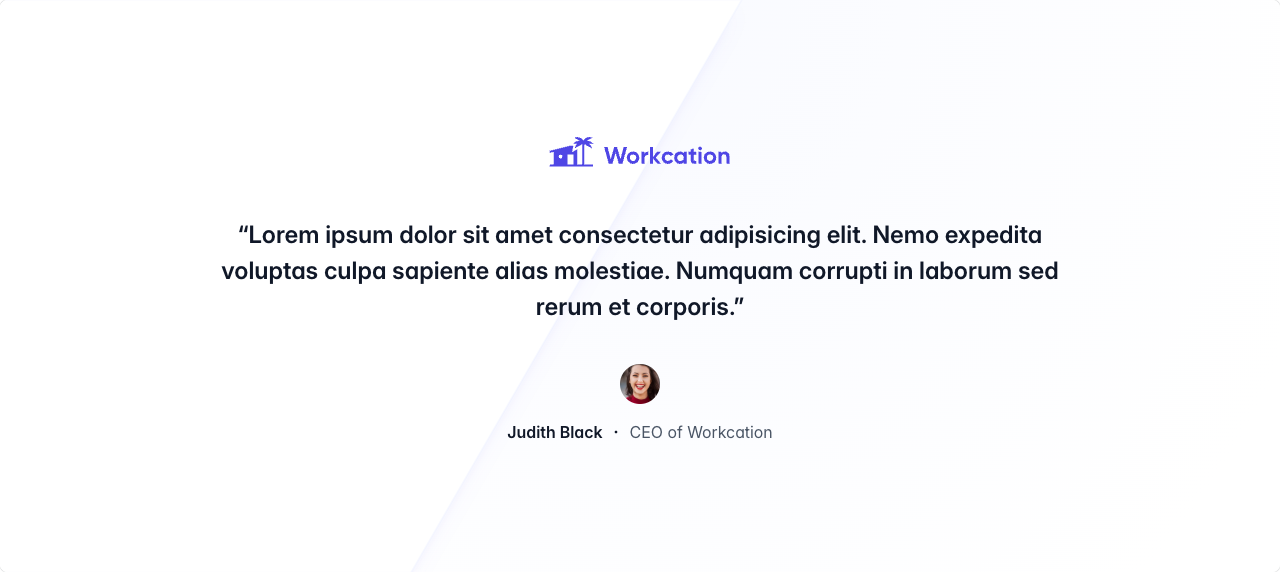 Workcation
“Lorem ipsum dolor sit amet consectetur adipisicing elit. Nemo expedita
voluptas culpa sapiente alias molestiae. Numquam corrupti in laborum sed
rerum et corporis.”
Judith Black · CEO of Workcation